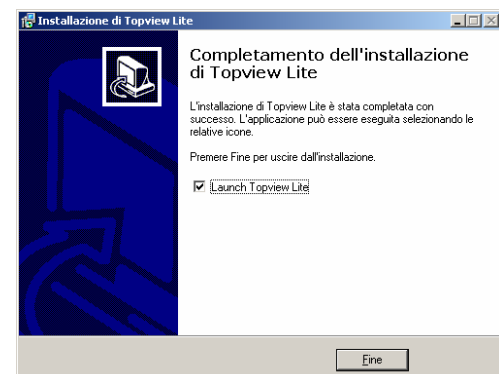 Installazione di Topview Lite
Completamento dell'installazione
di Topview Lite
L'installazione di Topview Lite è stata completata con
successo. L'applicazione può essere eseguita selezionando le
relative icone.
Premere Fine per uscire dall'installazione.
Launch Topview Lite
Fine